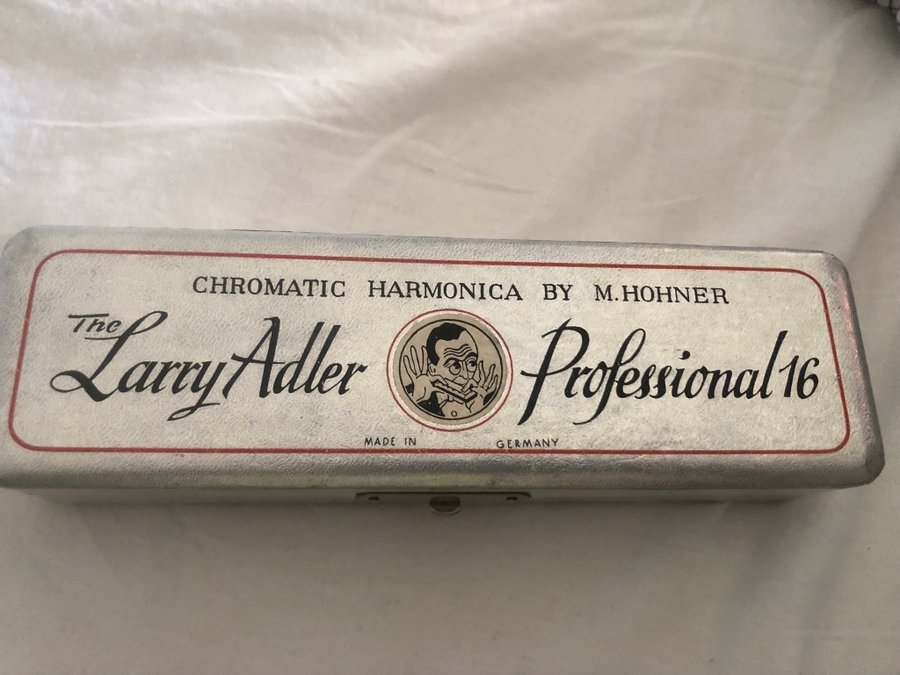 CHROMATIC HARMONICA BY M.HOHNER
The Larry Adler Professional 16
MADE IN GERMANY